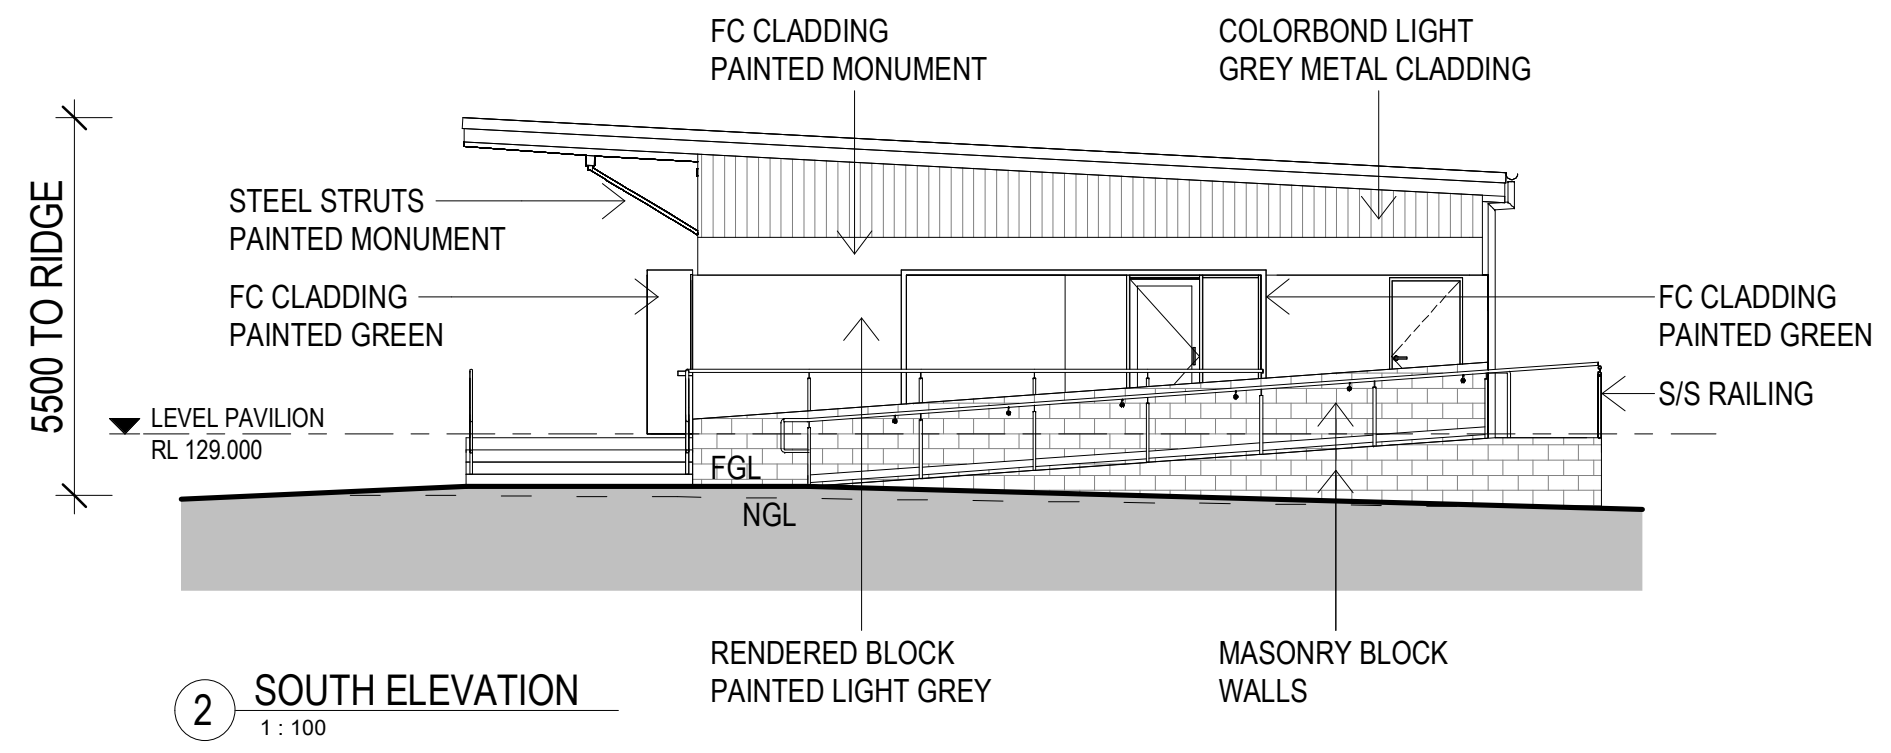 FC CLADDING
PAINTED MONUMENT
COLORBOND LIGHT
GREY METAL CLADDING
5500 TO RIDGE
STEEL STRUTS
PAINTED MONUMENT
FC CLADDING
PAINTED GREEN
FC CLADDING
PAINTED GREEN
S/S RAILING
LEVEL PAVILION
RL 129.000
FGL
NGL
RENDERED BLOCK
PAINTED LIGHT GREY
MASONRY BLOCK
WALLS
2
SOUTH ELEVATION
1 : 100